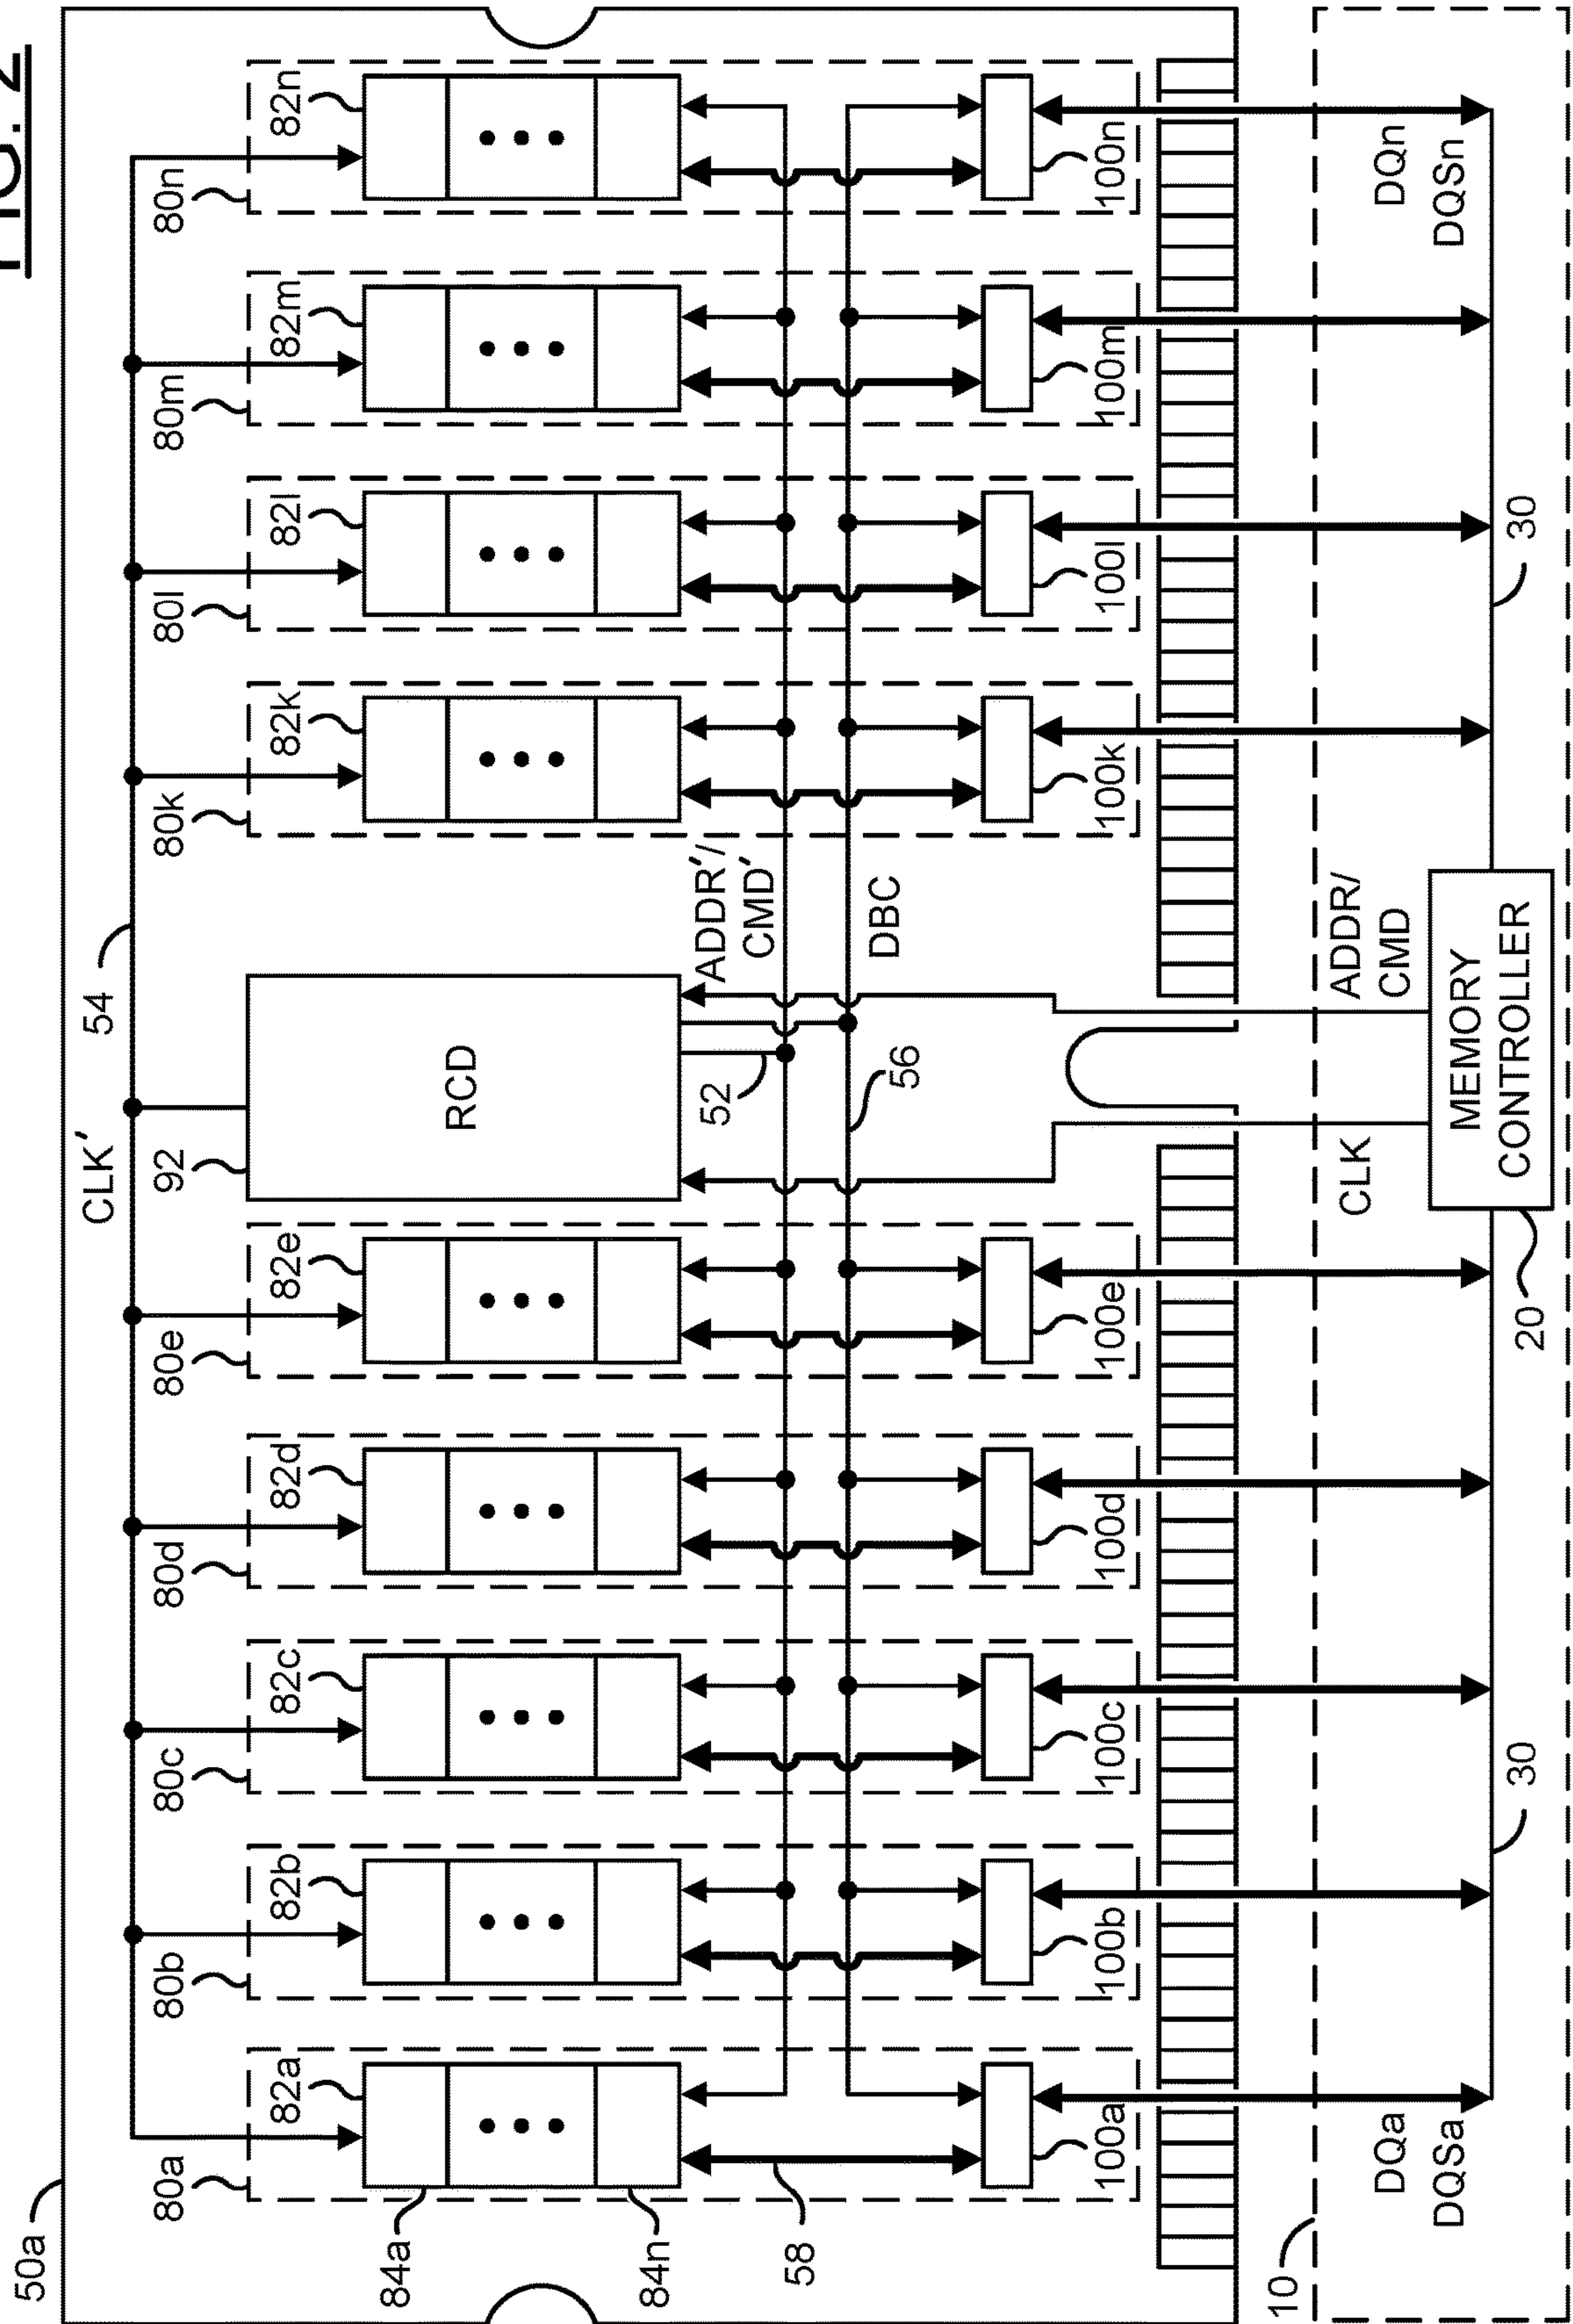 FIG. 2
50a
CLK′
54
80a
80b
80c
80d
80e
92
80k
80l
80m
80n
82a
82b
82c
82d
82e
82k
82l
82m
82n
84a
84n
RCD
52
ADDR′/
CMD′
58
56
DBC
100a
100b
100c
100d
100e
100k
100l
100m
100n
10
DQa
DQSa
CLK
ADDR/
CMD
DQn
DQSn
30
20
MEMORY
CONTROLLER
30